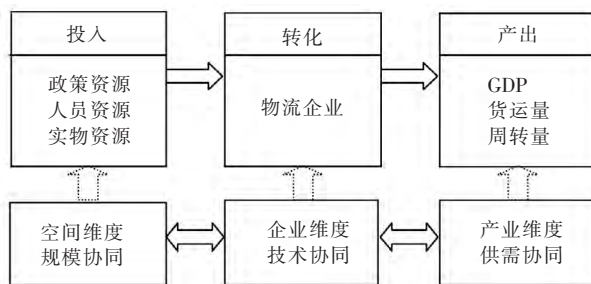 投入
政策资源
人员资源
实物资源
转化
物流企业
产出
GDP
货运量
周转量
空间维度
规模协同
企业维度
技术协同
产业维度
供需协同